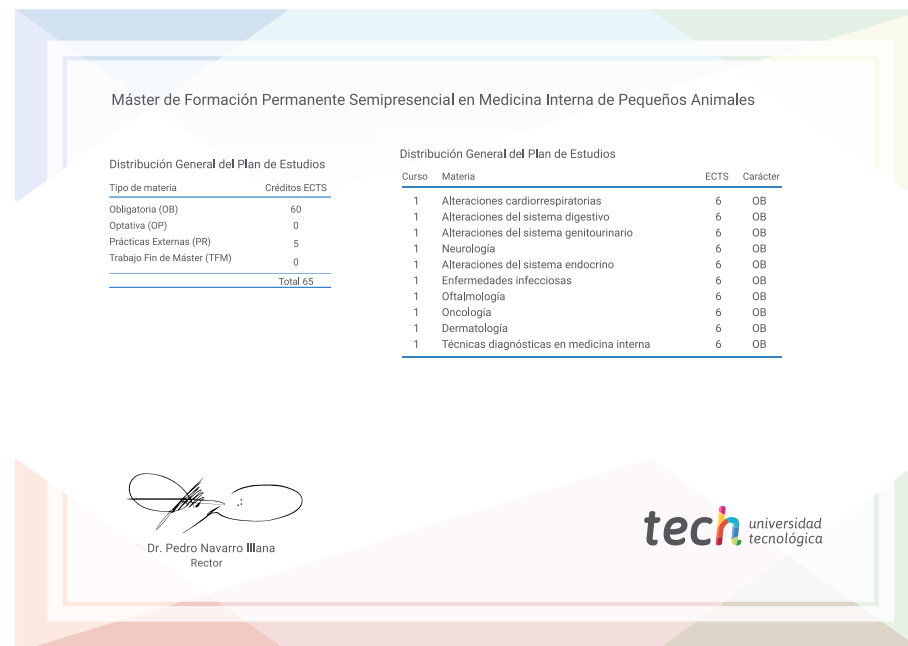 Máster de Formación Permanente Semipresencial en Medicina Interna de Pequeños Animales
Distribución General del Plan de Estudios
Tipo de materia Créditos ECTS
Obligatoria (OB) 60
Optativa (OP) 0
Prácticas Externas (PR) 5
Trabajo Fin de Máster (TFM) 0
Total 65
Distribución General del Plan de Estudios
Curso Materia ECTS Carácter
1 Alteraciones cardiorrespiratorias 6 OB
1 Alteraciones del sistema digestivo 6 OB
1 Alteraciones del sistema genitourinario 6 OB
1 Neurología 6 OB
1 Alteraciones del sistema endocrino 6 OB
1 Enfermedades infecciosas 6 OB
1 Oftalmología 6 OB
1 Oncología 6 OB
1 Dermatología 6 OB
1 Técnicas diagnósticas en medicina interna 6 OB
Dr. Pedro Navarro Illana
Rector
tech universidad
tecnológica